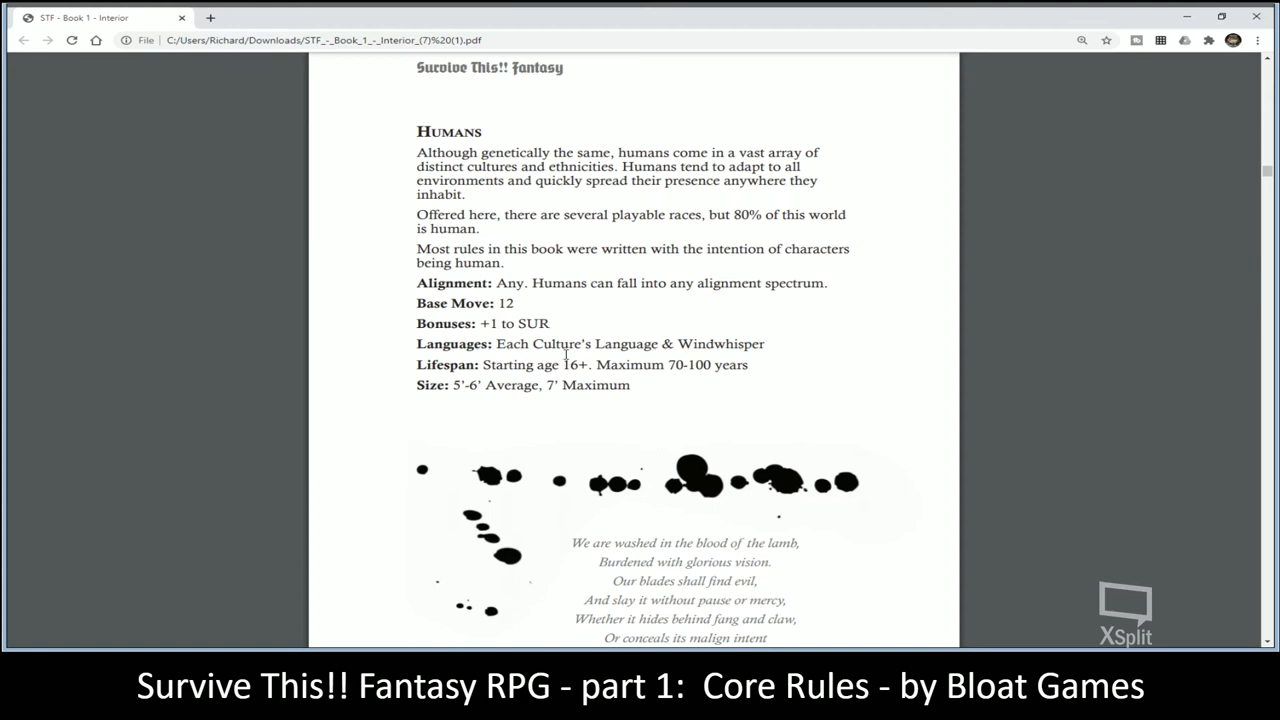 STF - Book 1 - Interior
File
C:/Users/Richard/Downloads/STF_-_Book_1_-_Interior_(7)%20(1).pdf
Survive This!! Fantasy
HUMANS
Although genetically the same, humans come in a vast array of
distinct cultures and ethnicities. Humans tend to adapt to all
environments and quickly spread their presence anywhere they
inhabit.
Offered here, there are several playable races, but 80% of this world
is human.
Most rules in this book were written with the intention of characters
being human.
Alignment: Any. Humans can fall into any alignment spectrum.
Base Move: 12
Bonuses: +1 to SUR
Languages: Each Culture's Language & Windwhisper
Lifespan: Starting age 16+. Maximum 70-100 years
Size: 5'-6' Average, 7' Maximum
We are washed in the blood of the lamb,
Burdened with glorious vision.
Our blades shall find evil,
And slay it without pause or mercy,
Whether it hides behind fang and claw,
Or conceals its malign intent
XSplit
Survive This!! Fantasy RPG - part 1:  Core Rules - by Bloat Games